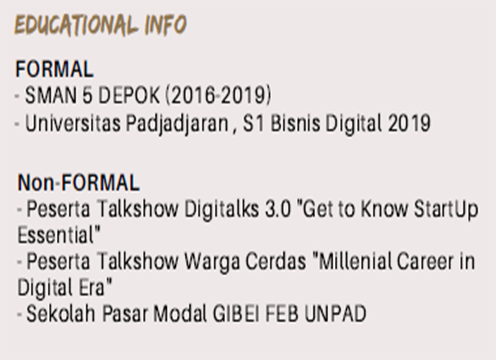 EDUCATIONAL INFO
FORMAL
- SMAN 5 DEPOK (2016-2019)
- Universitas Padjadjaran , S1 Bisnis Digital 2019
Non-FORMAL
- Peserta Talkshow Digitalks 3.0 "Get to Know StartUp
Essential"
- Peserta Talkshow Warga Cerdas "Millenial Career in
Digital Era"
- Sekolah Pasar Modal GIBEI FEB UNPAD